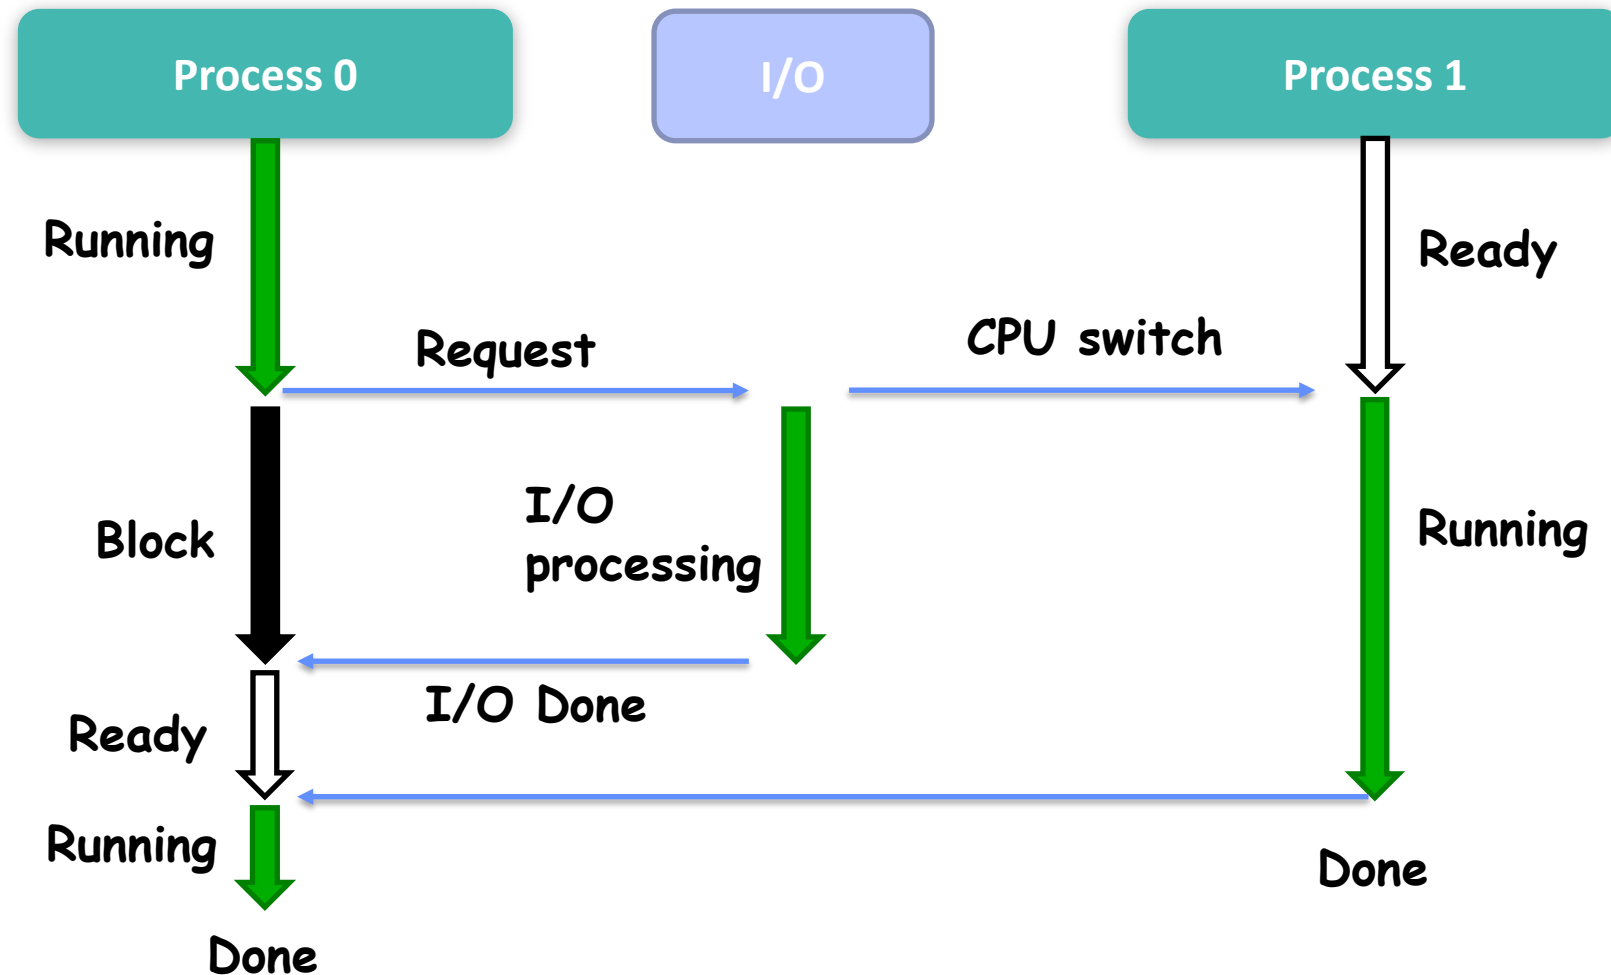 Process 0
I/O
Process 1
Running
Ready
Request
CPU switch
Block
I/O
processing
Running
I/O Done
Ready
Running
Done
Done